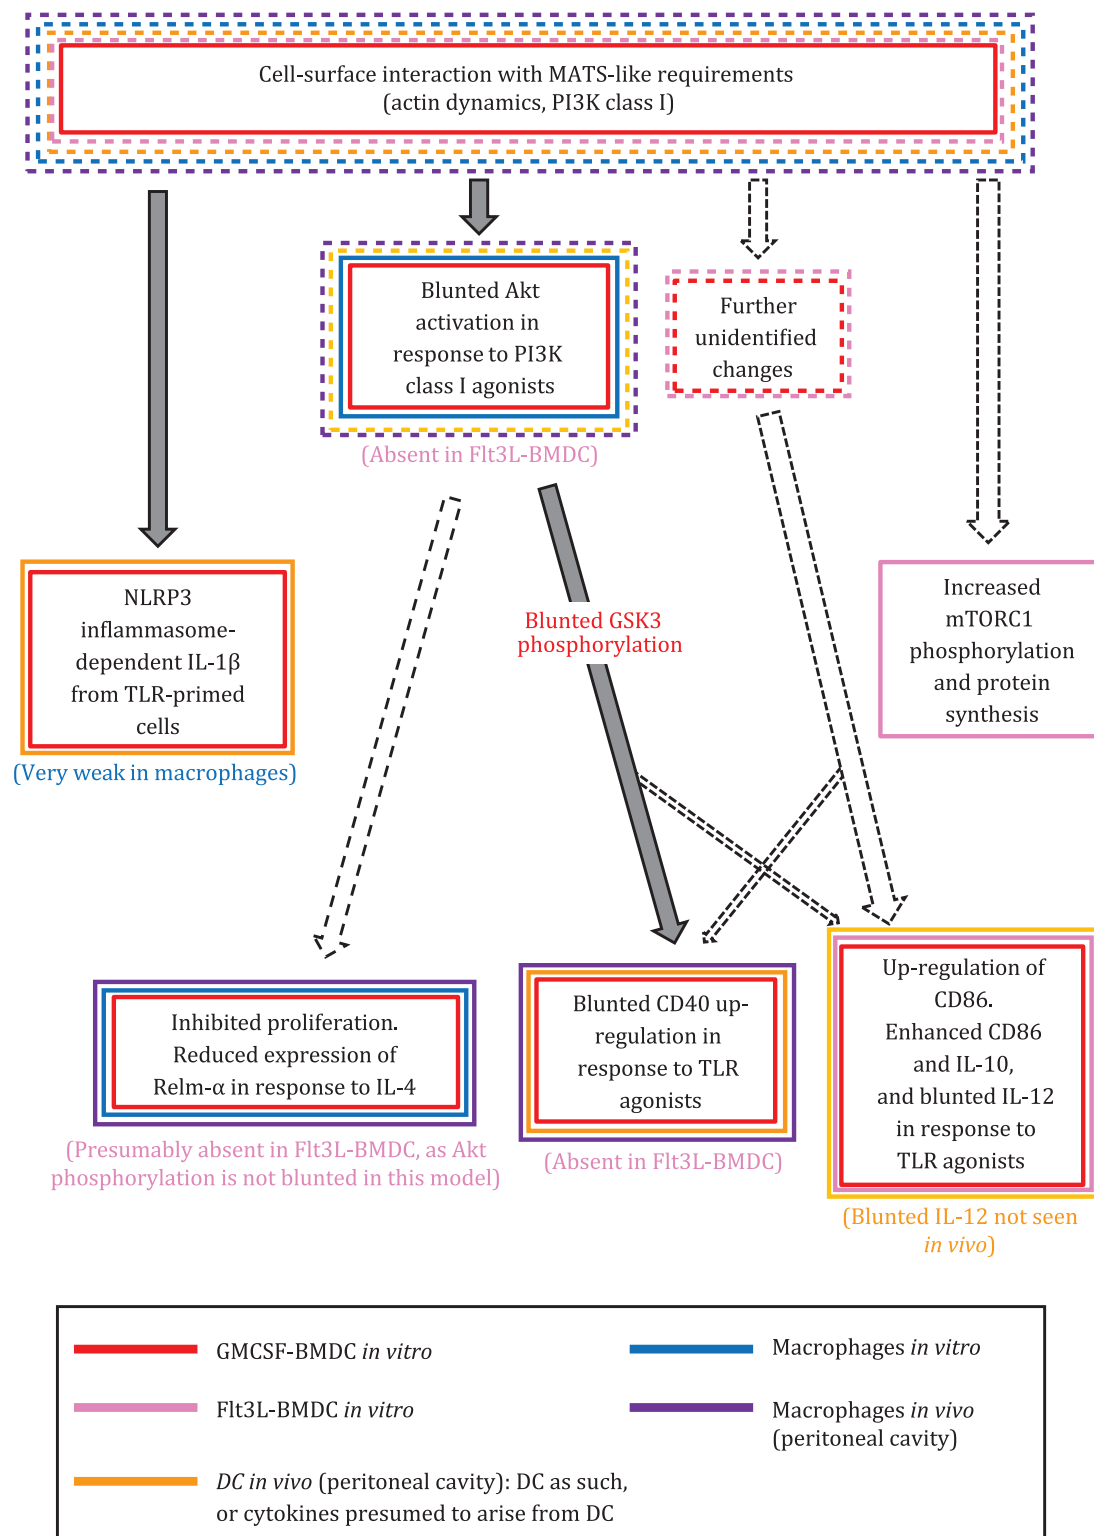 Cell-surface interaction with MATS-like requirements
(actin dynamics, PI3K class I)
Blunted Akt
activation in
response to PI3K
class I agonists
(Absent in Flt3L-BMDC)
Further
unidentified
changes
NLRP3
inflammasome-
dependent IL-1β
from TLR-primed
cells
(Very weak in macrophages)
Blunted GSK3
phosphorylation
Increased
mTORC1
phosphorylation
and protein
synthesis
Inhibited proliferation.
Reduced expression of
Relm-α in response to IL-4
(Presumably absent in Flt3L-BMDC, as Akt
phosphorylation is not blunted in this model)
Blunted CD40 up-
regulation in
response to TLR
agonists
(Absent in Flt3L-BMDC)
Up-regulation of
CD86.
Enhanced CD86
and IL-10,
and blunted IL-12
in response to
TLR agonists
(Blunted IL-12 not seen
in vivo)
GMCSF-BMDC in vitro
Flt3L-BMDC in vitro
DC in vivo (peritoneal cavity): DC as such,
or cytokines presumed to arise from DC
Macrophages in vitro
Macrophages in vivo
(peritoneal cavity)